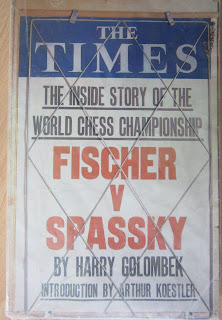 THE
TIMES
THE INSIDE STORY OF THE
WORLD CHESS CHAMPIONSHIP
FISCHER
V
SPASSKY
BY HARRY GOLOMBEK
INTRODUCTION BY ARTHUR KOESTLER